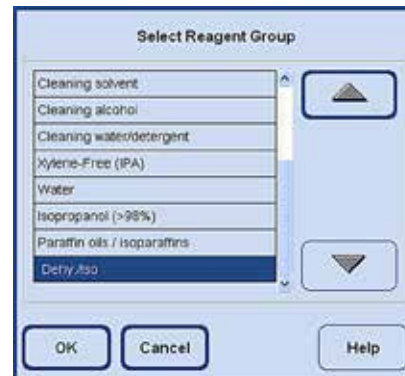 Select Reagent Group
Cleaning solvent
Cleaning alcohol
Cleaning water/detergent
Xylene-Free (IPA)
Water
Isopropanol (>98%)
Paraffin oils / isoparaffins
Dehy./Iso
OK
Cancel
Help